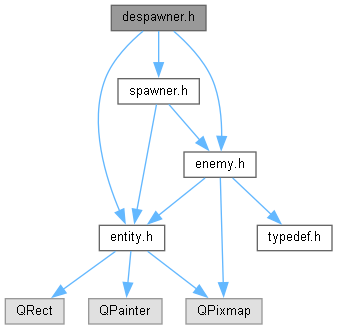 despawner.h
spawner.h
enemy.h
entity.h
typedef.h
QRect
QPainter
QPixmap